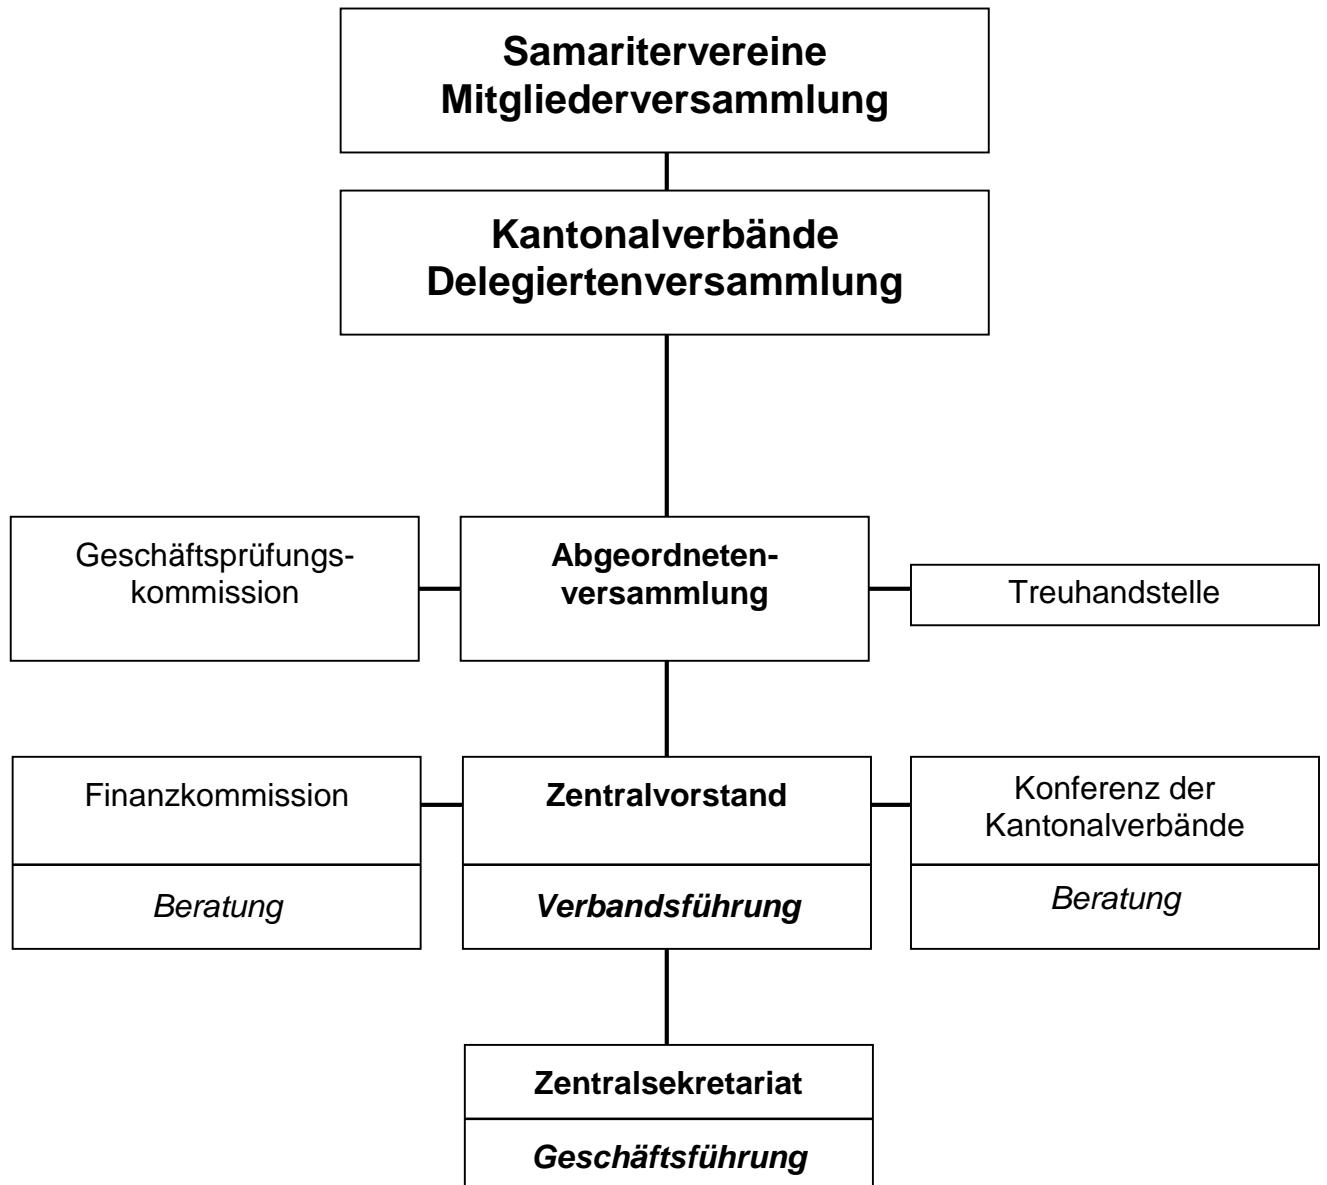 Samaritervereine
Mitgliederversammlung
Kantonalverbände
Delegiertenversammlung
Geschäftsprüfungs-
kommission
Abgeordneten-
versammlung
Treuhandstelle
Finanzkommission
Beratung
Zentralvorstand
Verbandsführung
Konferenz der
Kantonalverbände
Beratung
Zentralsekretariat
Geschäftsführung